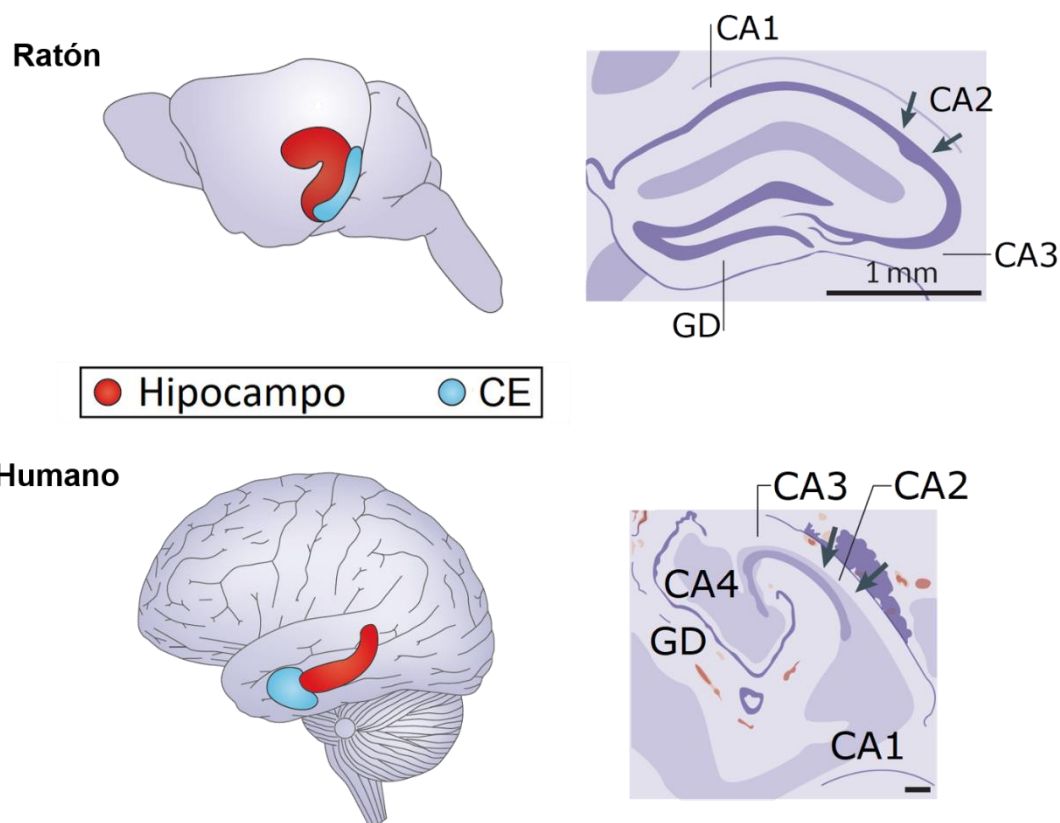 Ratón
CA1
CA2
CA3
1 mm
GD
Hipocampo
CE
Humano
CA3
CA2
CA4
GD
CA1